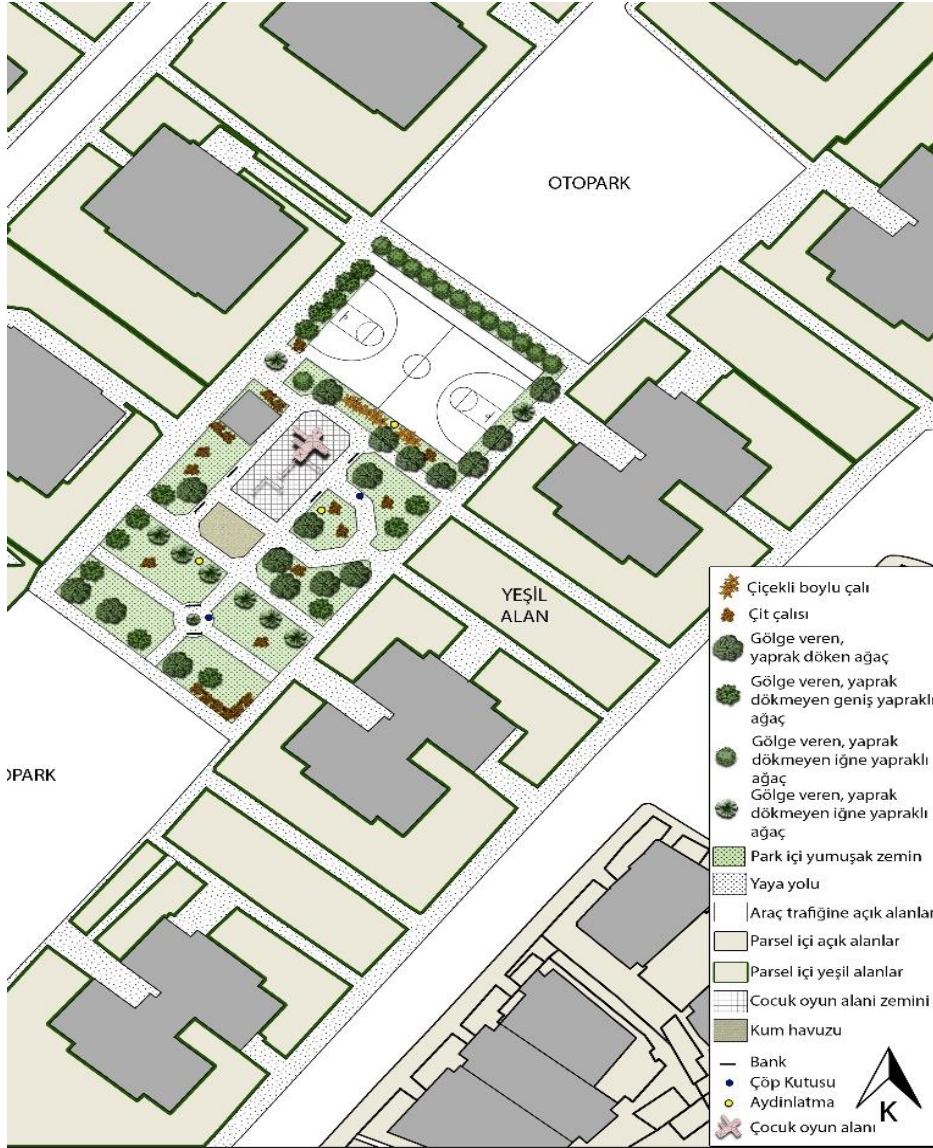 OTOPARK
YEŞİL
ALAN
OPARK
Çiçekli boylu çalı
Çit çalısı
Gölge veren,
yaprak döken ağaç
Gölge veren, yaprak
dökmeyen geniş yapraklı
ağaç
Gölge veren, yaprak
dökmeyen iğne yapraklı
ağaç
Gölge veren, yaprak
dökmeyen iğne yapraklı
ağaç
Park içi yumuşak zemin
Yaya yolu
Araç trafiğine açık alanlar
Parsel içi açık alanlar
Parsel içi yeşil alanlar
Çocuk oyun alani zemini
Kum havuzu
Bank
Çöp Kutusu
Aydinlatma
Çocuk oyun alanı
K